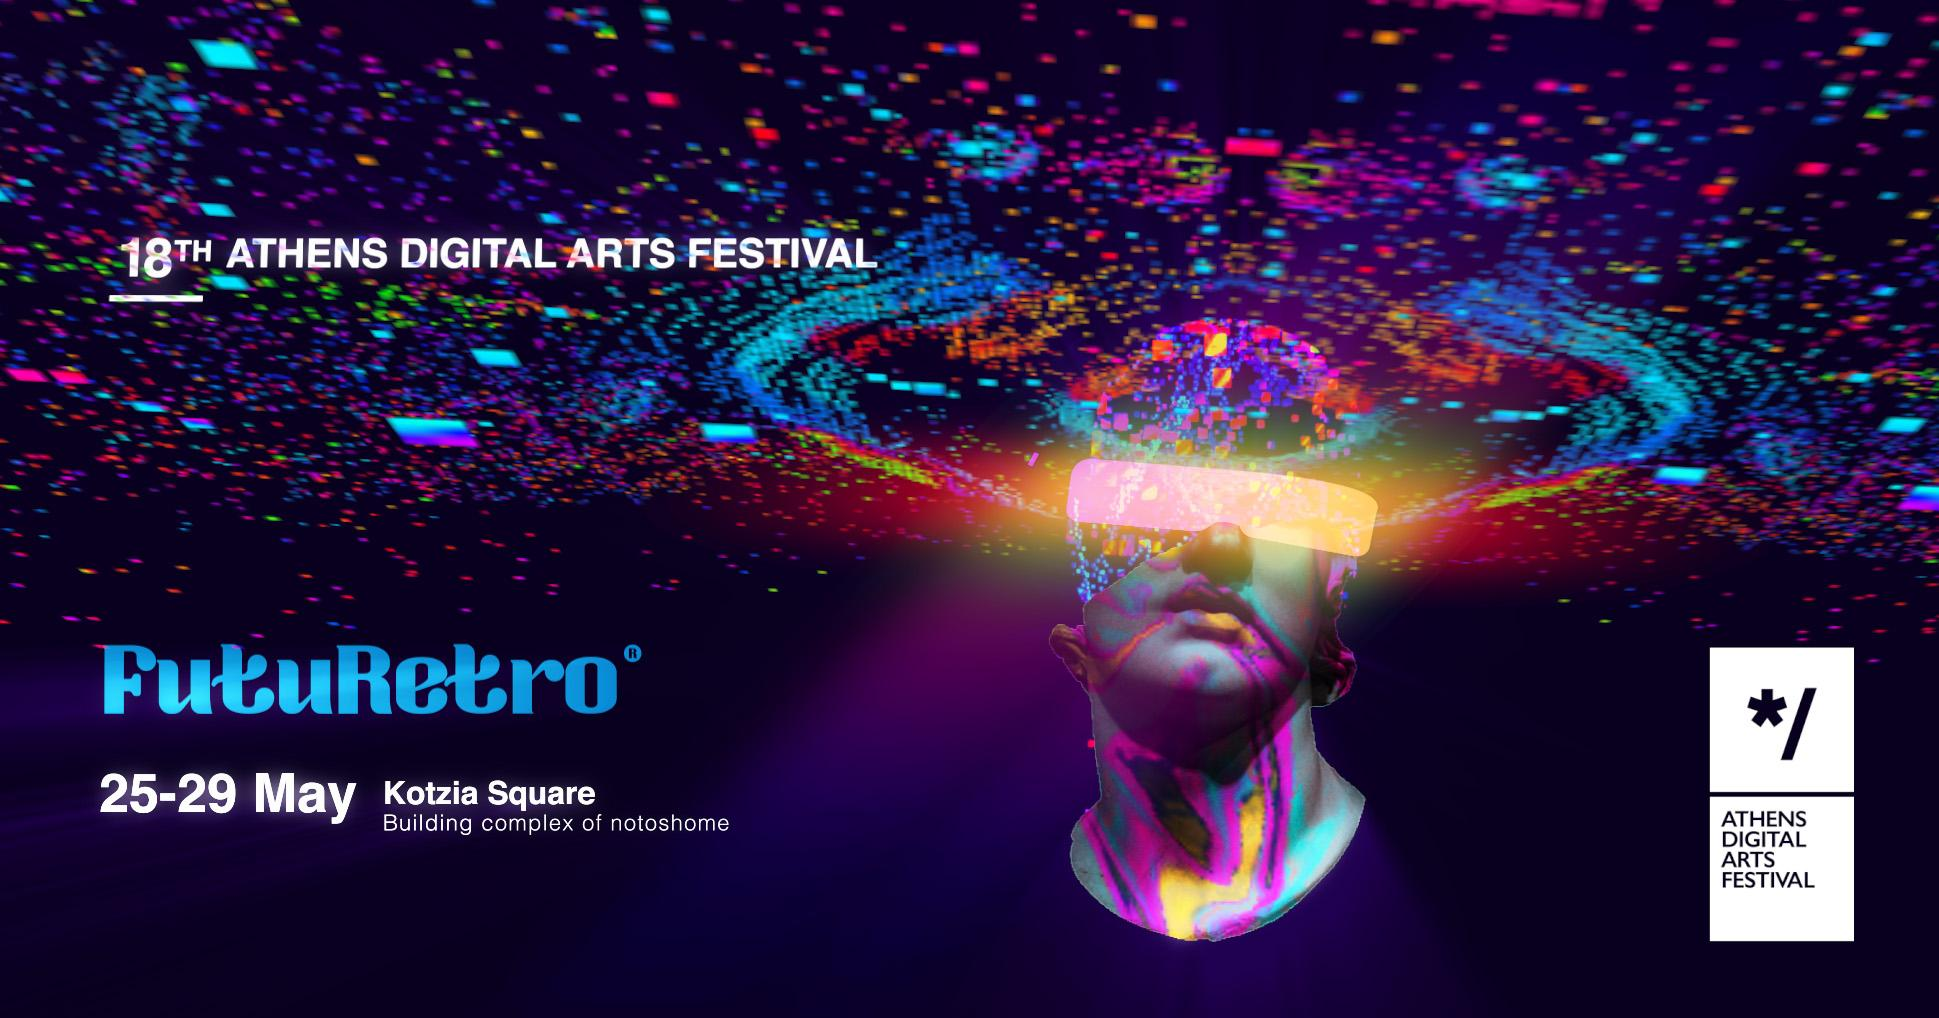 18TH ATHENS DIGITAL ARTS FESTIVAL
FutuRetro®
25-29 May
Kotzia Square
Building complex of notoshome
*/
ATHENS
DIGITAL
ARTS
FESTIVAL